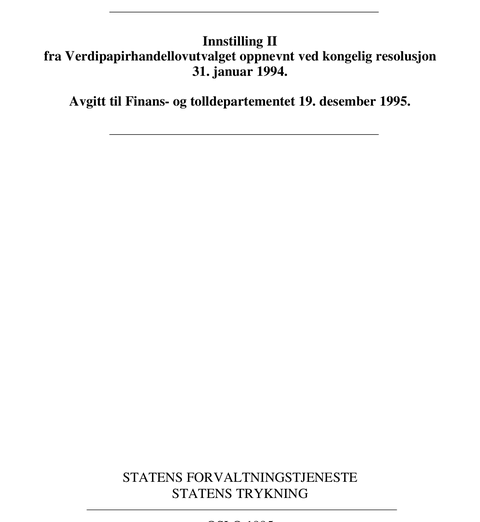 Innstilling II
fra Verdipapirhandellovutvalget oppnevnt ved kongelig resolusjon
31. januar 1994.
Avgitt til Finans- og tolldepartementet 19. desember 1995.
STATENS FORVALTNINGSTJENESTE
STATENS TRYKNING